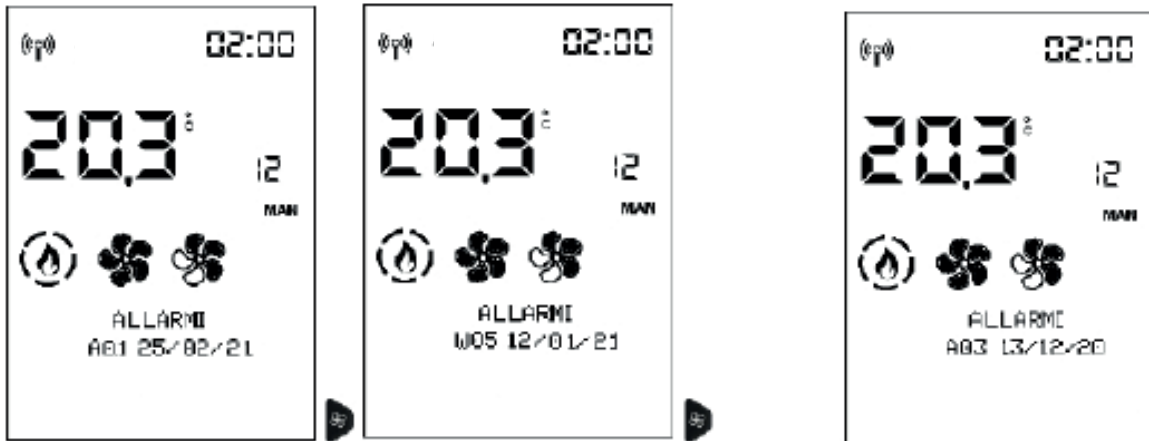 02:00
20,3 °C
12
MAN
ALLARMI
A01 25/02/21
02:00
20,3 °C
12
MAN
ALLARMI
W05 12/01/21
02:00
20,3 °C
12
MAN
ALLARMI
A03 13/12/20